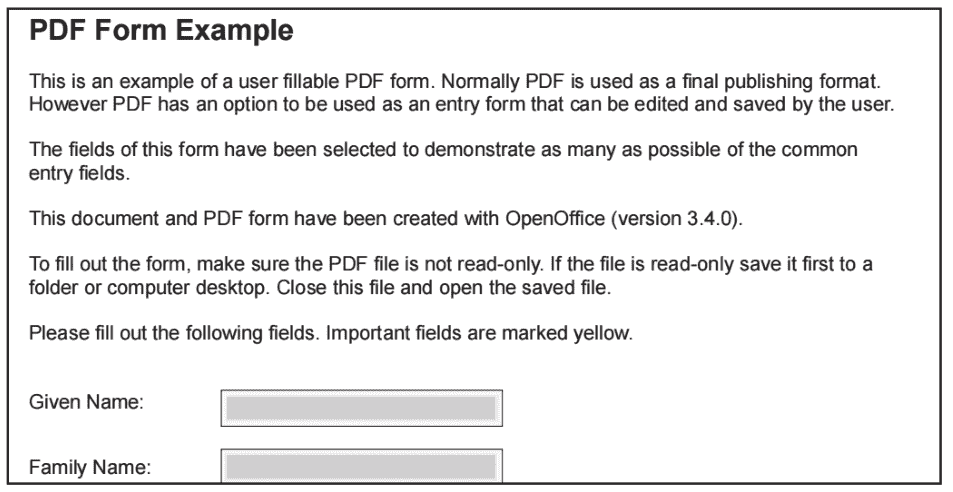 PDF Form Example
This is an example of a user fillable PDF form. Normally PDF is used as a final publishing format.
However PDF has an option to be used as an entry form that can be edited and saved by the user.
The fields of this form have been selected to demonstrate as many as possible of the common
entry fields.
This document and PDF form have been created with OpenOffice (version 3.4.0).
To fill out the form, make sure the PDF file is not read-only. If the file is read-only save it first to a
folder or computer desktop. Close this file and open the saved file.
Please fill out the following fields. Important fields are marked yellow.
Given Name:
Family Name: